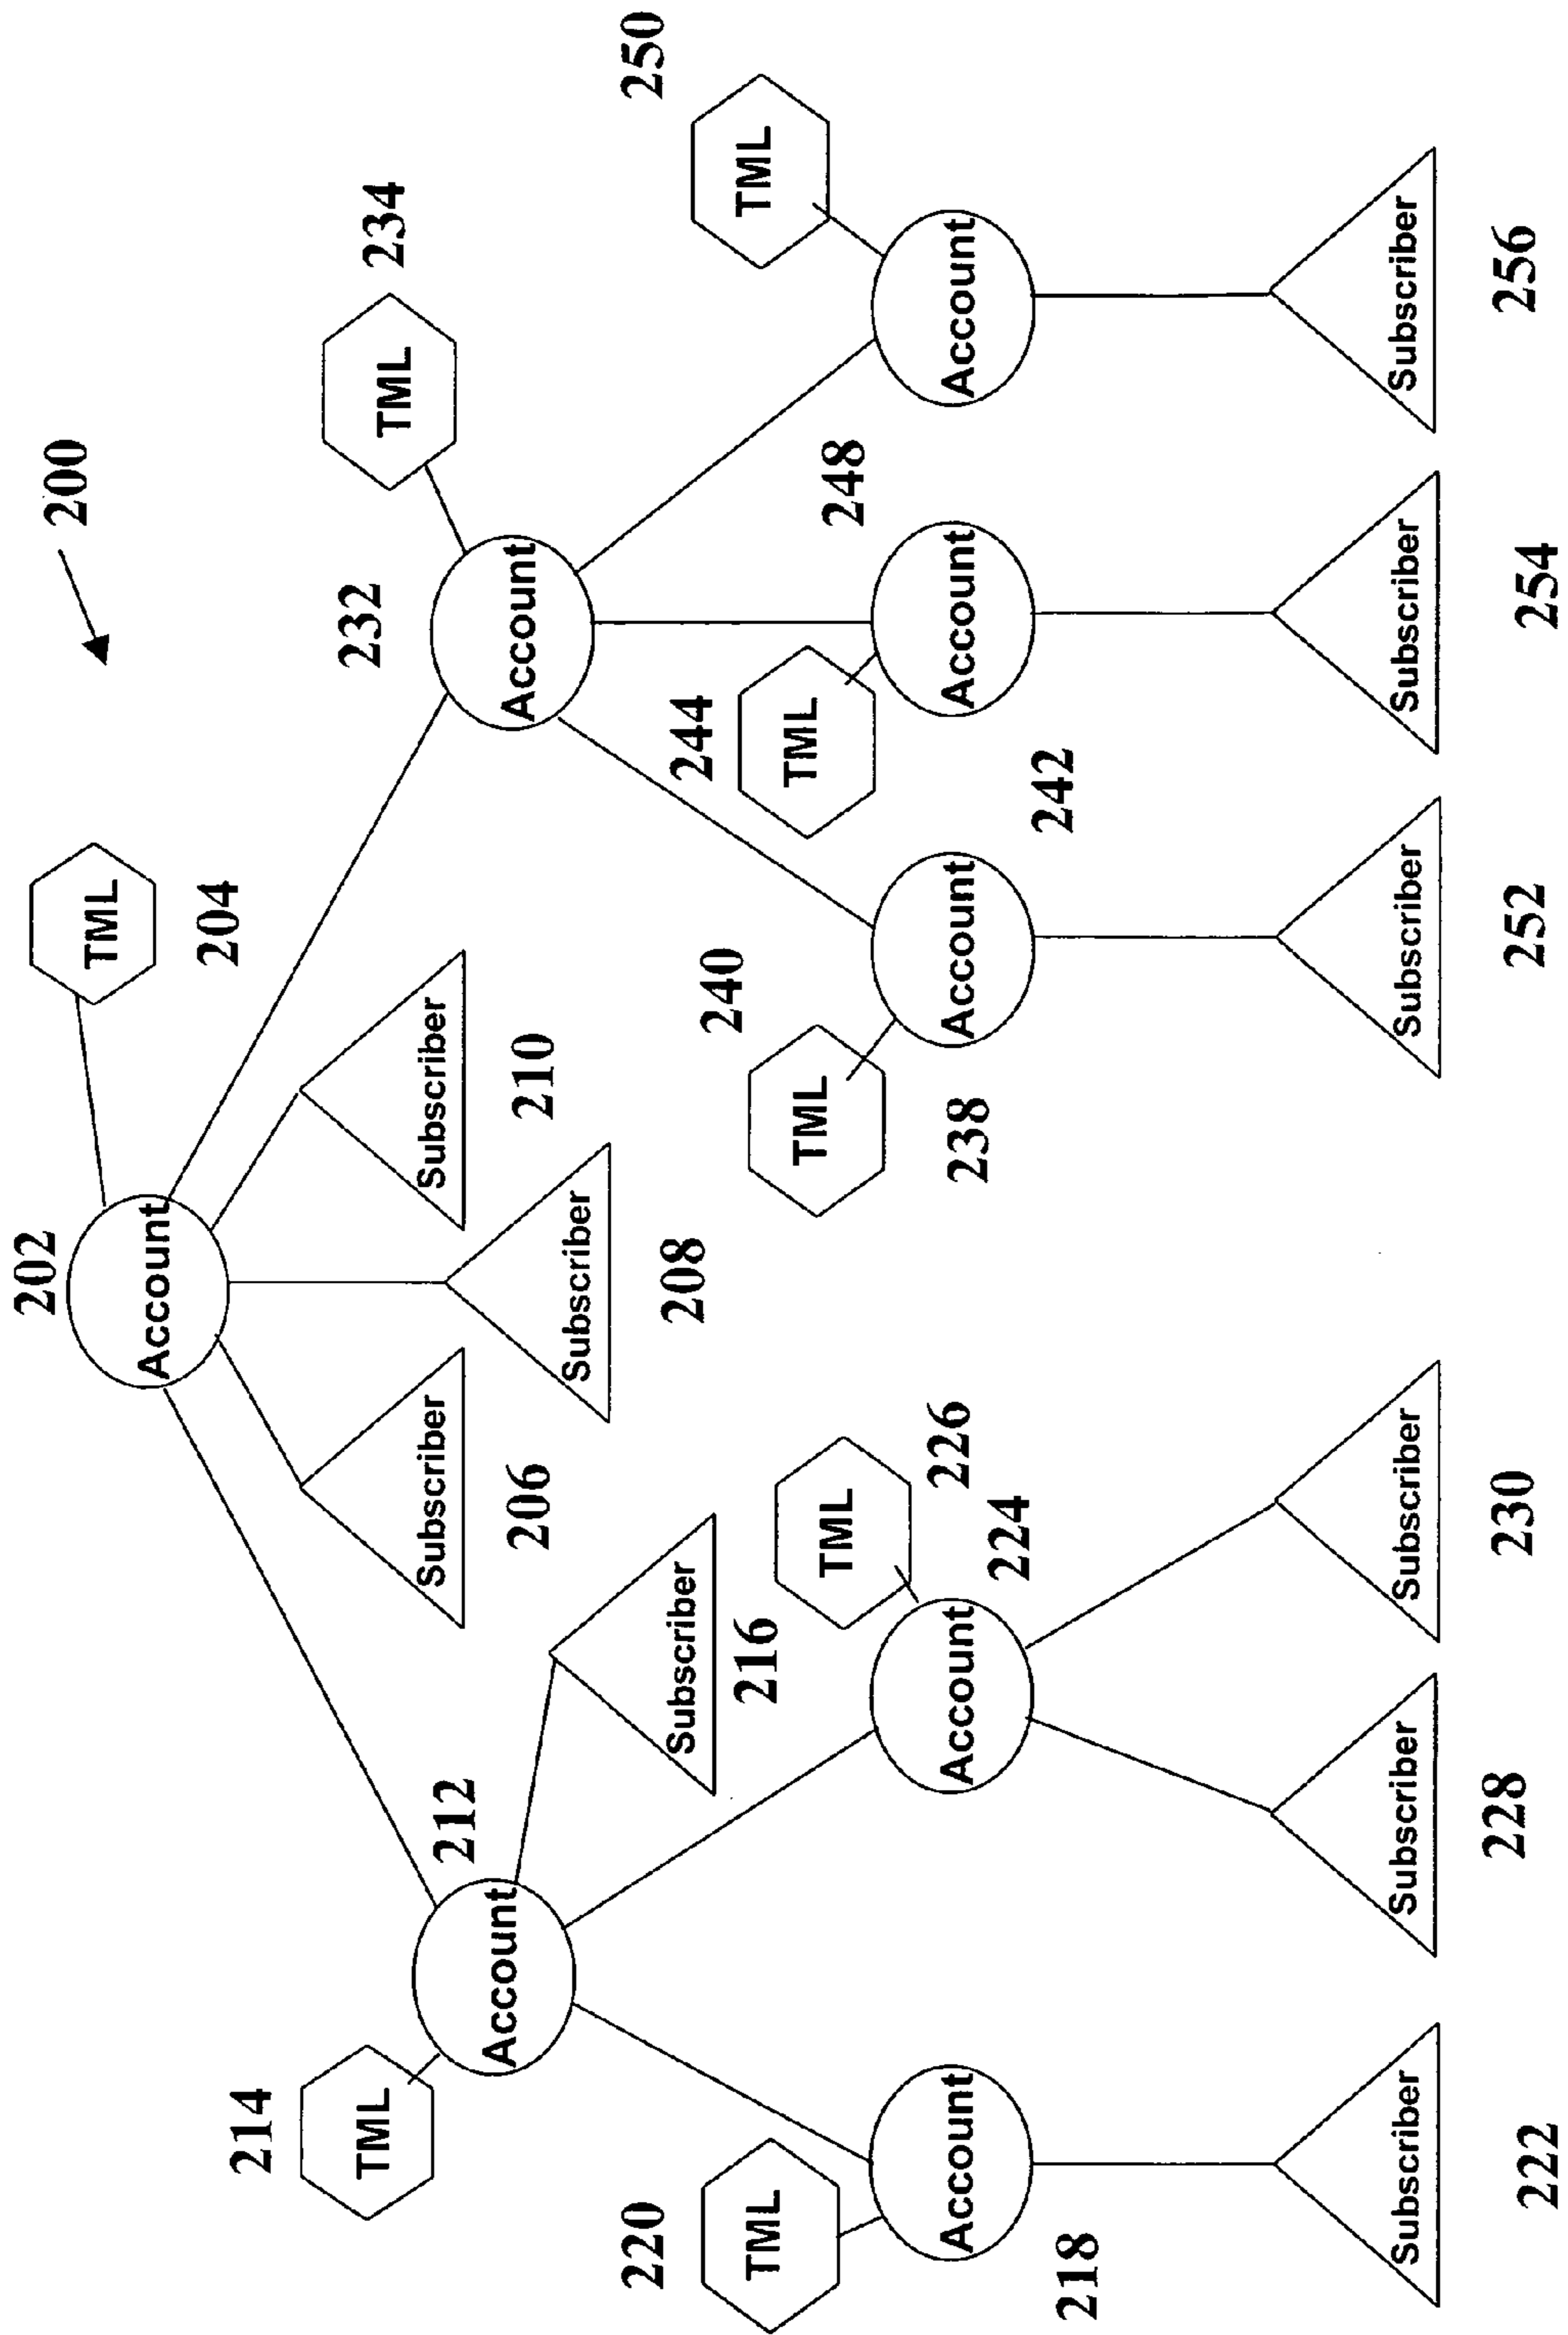 200
202
Account
TML
204
Subscriber
206
Subscriber
208
Subscriber
210
212
Account
214
TML
Subscriber
216
232
Account
234
TML
220
TML
Account
218
TML
226
224
Account
240
TML
238
Account
244
TML
242
Account
248
250
TML
Account
Subscriber
222
Subscriber
228
Subscriber
230
Subscriber
252
Subscriber
254
Subscriber
256